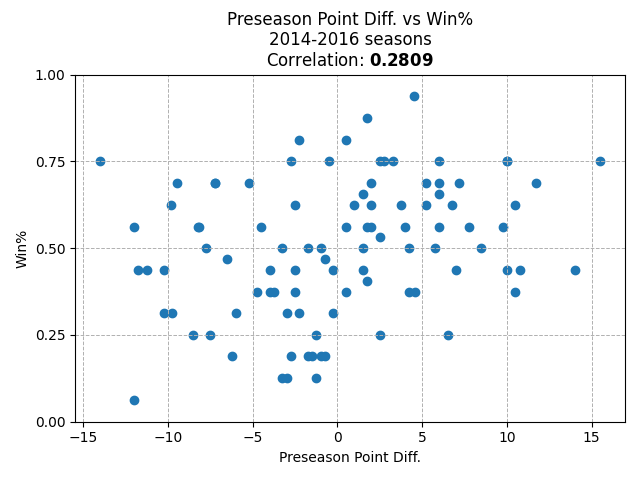 Preseason Point Diff. vs Win%
2014-2016 seasons
Correlation: 0.2809
1.00
0.75
0.50
0.25
0.00
Win%
−15
−10
−5
0
5
10
15
Preseason Point Diff.